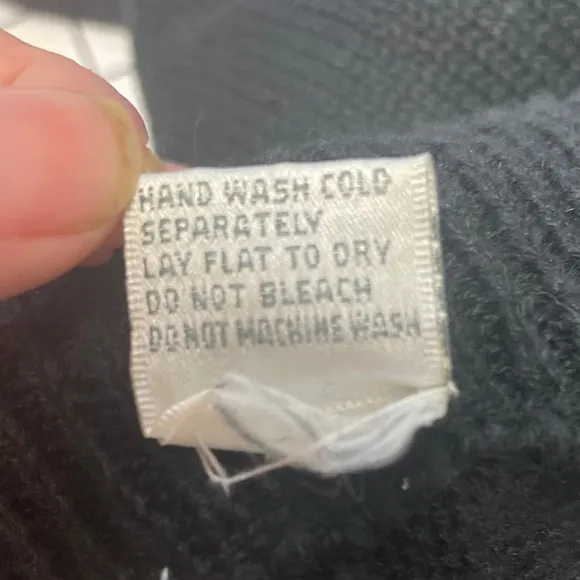 HAND WASH COLD
SEPARATELY
LAY FLAT TO DRY
DO NOT BLEACH
DO NOT MACHINE WASH